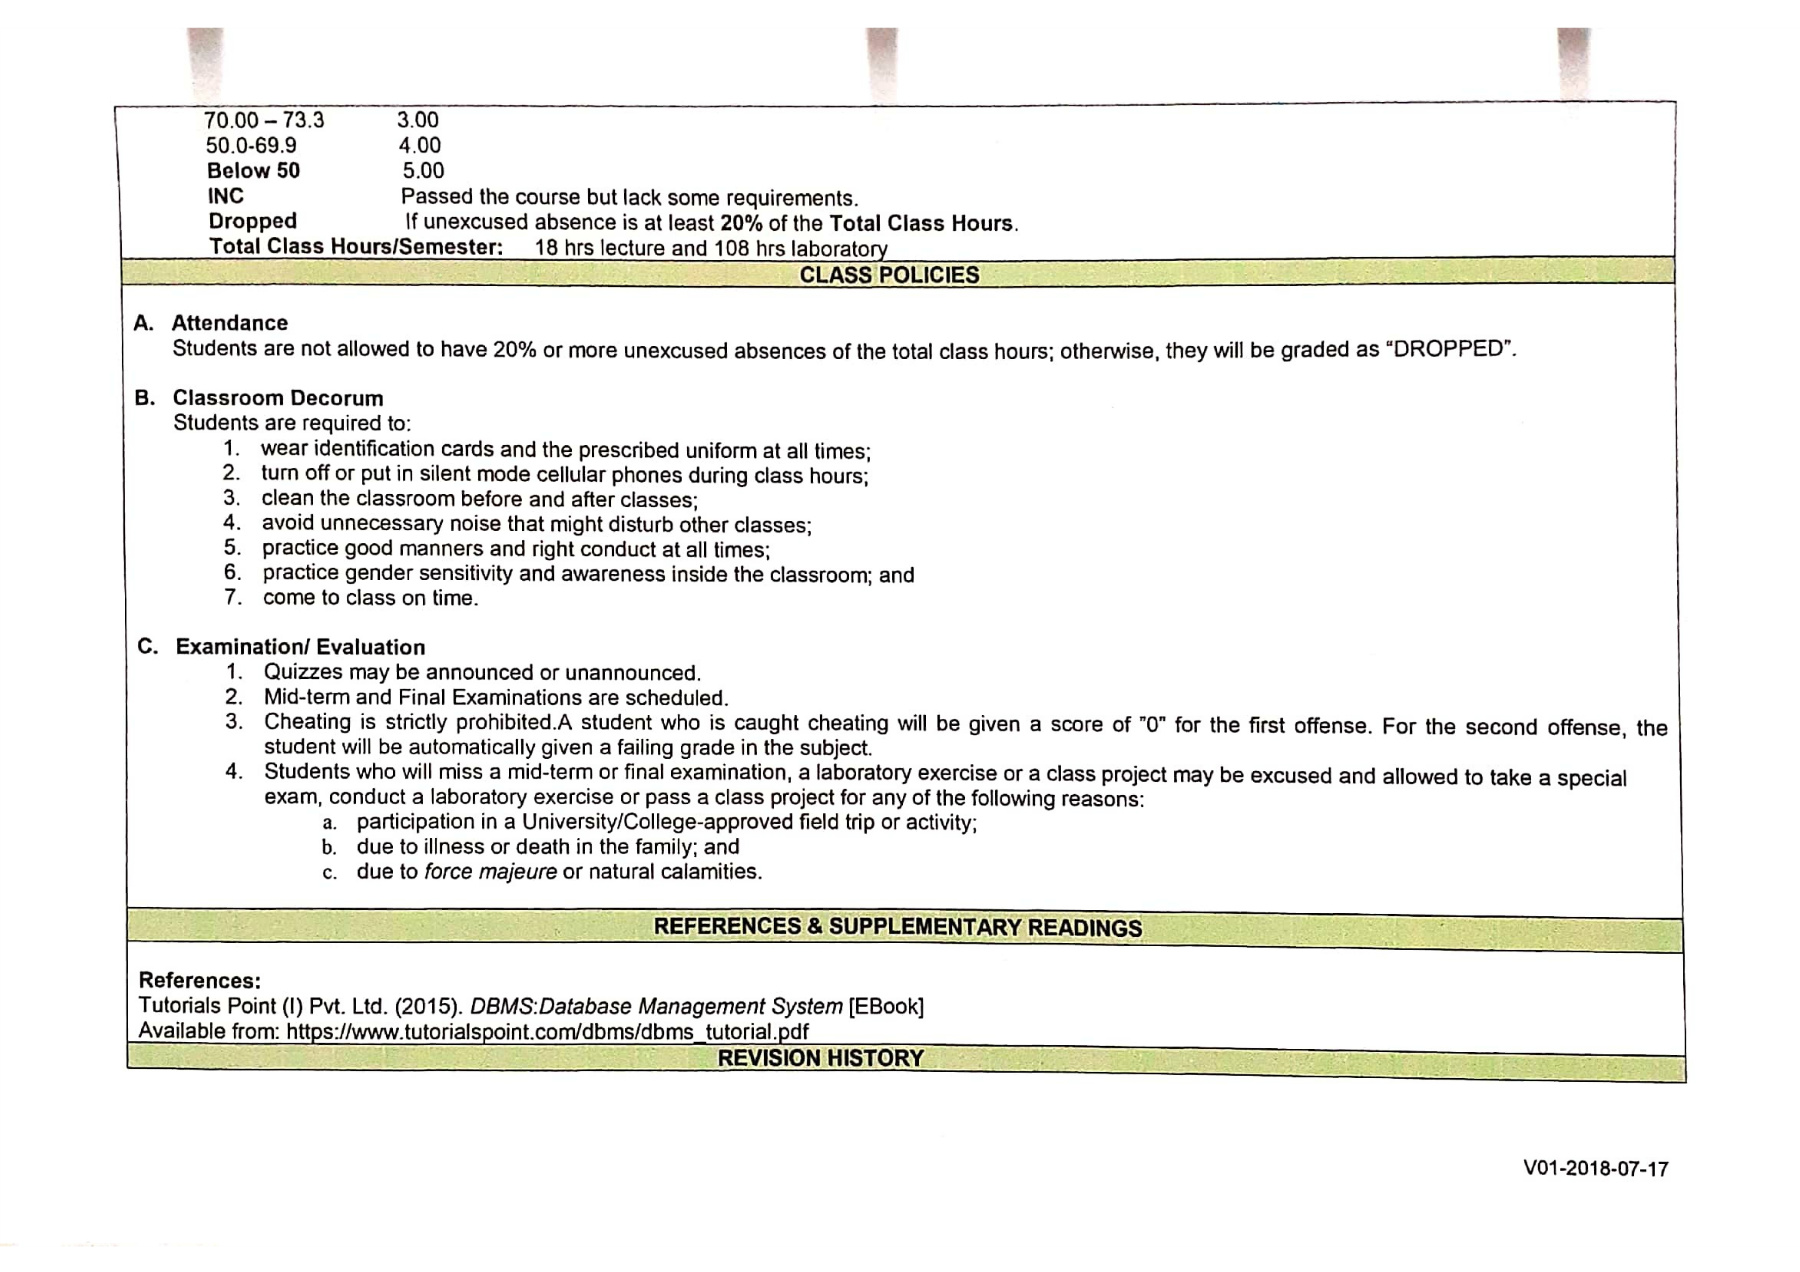 70.00 – 73.3 3.00
50.0-69.9 4.00
Below 50 5.00
INC Passed the course but lack some requirements.
Dropped If unexcused absence is at least 20% of the Total Class Hours.
Total Class Hours/Semester: 18 hrs lecture and 108 hrs laboratory
CLASS POLICIES
A. Attendance
Students are not allowed to have 20% or more unexcused absences of the total class hours; otherwise, they will be graded as “DROPPED”.
B. Classroom Decorum
Students are required to:
1. wear identification cards and the prescribed uniform at all times;
2. turn off or put in silent mode cellular phones during class hours;
3. clean the classroom before and after classes;
4. avoid unnecessary noise that might disturb other classes;
5. practice good manners and right conduct at all times;
6. practice gender sensitivity and awareness inside the classroom; and
7. come to class on time.
C. Examination/ Evaluation
1. Quizzes may be announced or unannounced.
2. Mid-term and Final Examinations are scheduled.
3. Cheating is strictly prohibited.A student who is caught cheating will be given a score of "0" for the first offense. For the second offense, the
student will be automatically given a failing grade in the subject.
4. Students who will miss a mid-term or final examination, a laboratory exercise or a class project may be excused and allowed to take a special
exam, conduct a laboratory exercise or pass a class project for any of the following reasons:
a. participation in a University/College-approved field trip or activity;
b. due to illness or death in the family; and
c. due to force majeure or natural calamities.
REFERENCES & SUPPLEMENTARY READINGS
References:
Tutorials Point (I) Pvt. Ltd. (2015). DBMS:Database Management System [EBook]
Available from: https://www.tutorialspoint.com/dbms/dbms_tutorial.pdf
REVISION HISTORY
V01-2018-07-17